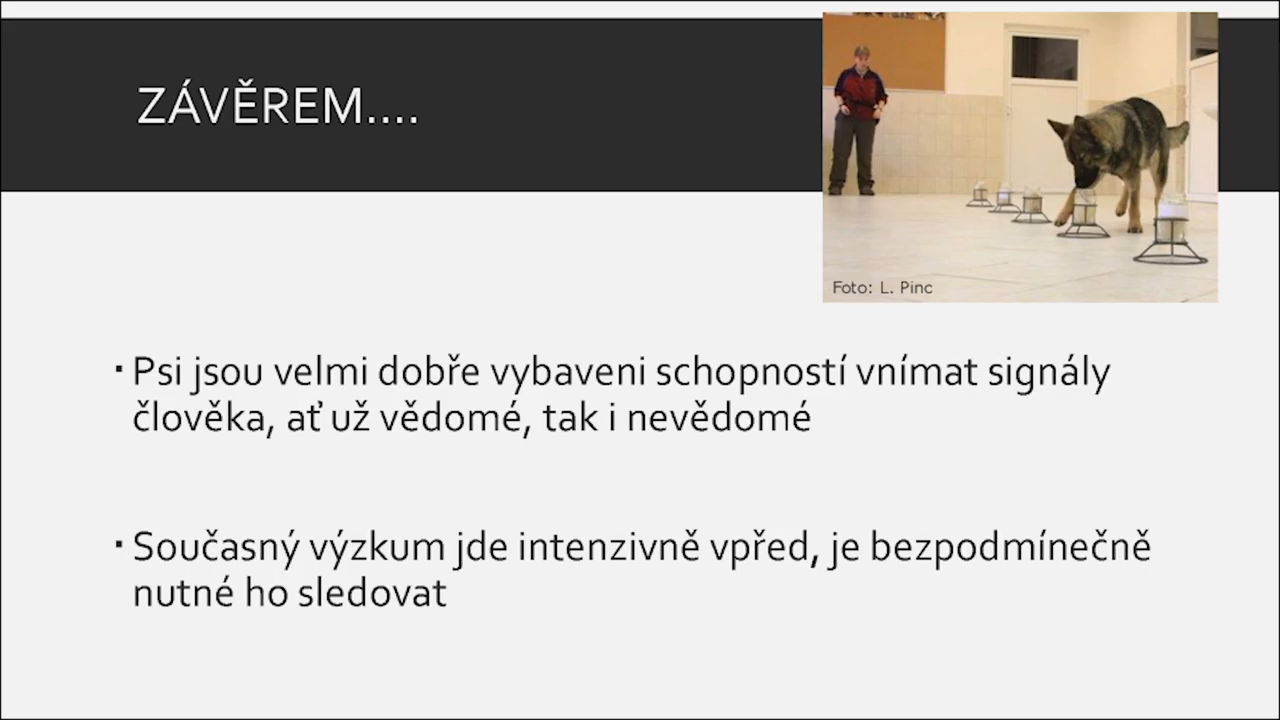 ZÁVĚREM....
Foto: L. Pinc
▪ Psi jsou velmi dobře vybaveni schopností vnímat signály
člověka, ať už vědomé, tak i nevědomé
▪ Současný výzkum jde intenzivně vpřed, je bezpodmínečně
nutné ho sledovat